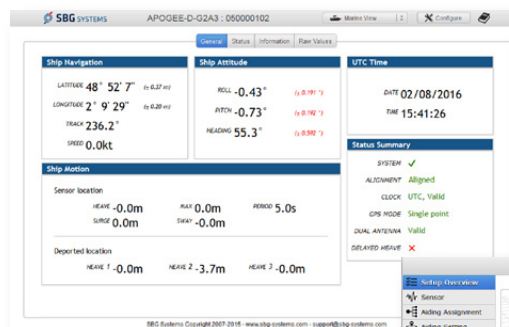 SBG SYSTEMS APOGEE-D-G2A3 : 050000102 Marine View Configure
General Status Information Raw Values
Ship Navigation
LATITUDE 48° 52' 7" (± 0.37 m)
LONGITUDE 2° 9' 29" (± 0.20 m)
TRACK 236.2°
SPEED 0.0kt
Ship Attitude
ROLL -0.43° (± 0.191 °)
PITCH -0.73° (± 0.192 °)
HEADING 55.3° (± 0.502 °)
UTC Time
DATE 02/08/2016
TIME 15:41:26
Status Summary
SYSTEM ✓
ALIGNMENT Aligned
CLOCK UTC, Valid
GPS MODE Single point
DUAL ANTENNA Valid
DELAYED HEAVE ✗
Ship Motion
Sensor location
HEAVE -0.0m MAX 0.0m PERIOD 5.0s
SURGE 0.0m SWAY -0.0m
Deported location
HEAVE 1 -0.0m HEAVE 2 -3.7m HEAVE 3 -0.0m
Setup Overview
Sensor
Aiding Assignment
Aiding Setting
SBG Systems Copyright 2007-2015 - www.sbg-systems.com - support@sbg-systems.com